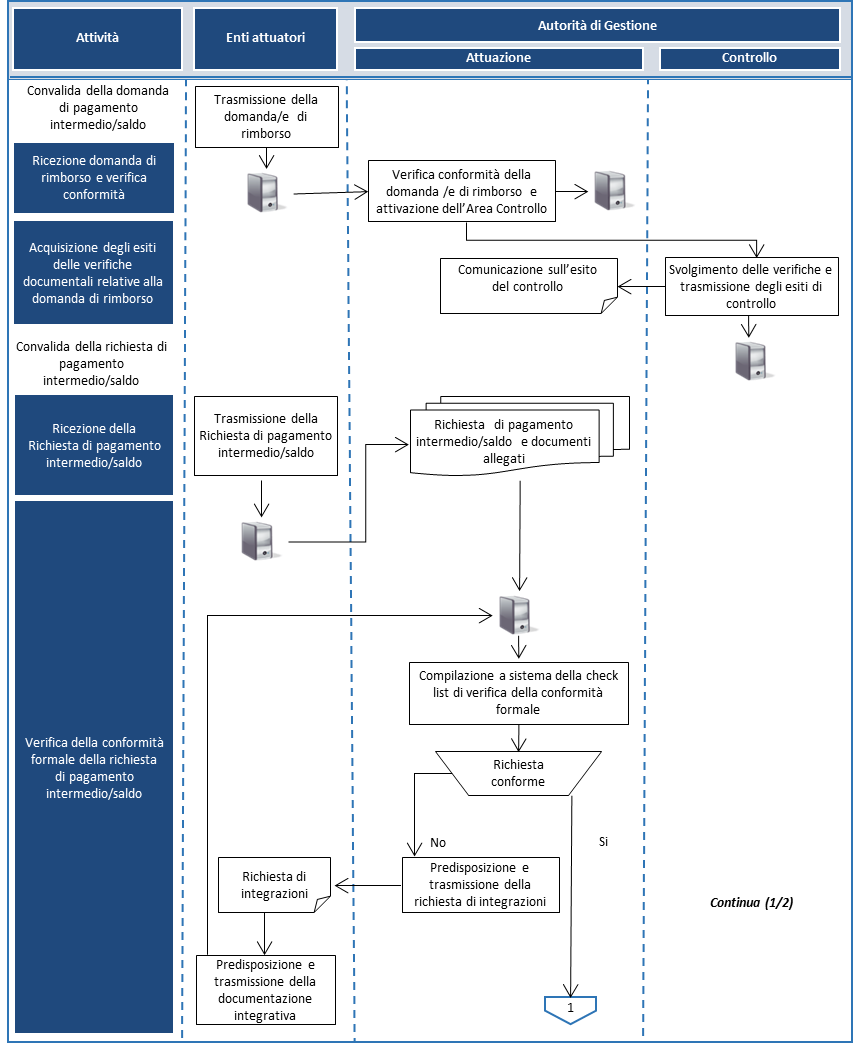 Attività
Enti attuatori
Autorità di Gestione
Attuazione
Controllo
Convalida della domanda
di pagamento
intermedio/saldo
Trasmissione della
domanda/e di
rimborso
Ricezione domanda di
rimborso e verifica
conformità
Verifica conformità della
domanda /e di rimborso e
attivazione dell'Area Controllo
Acquisizione degli esiti
delle verifiche
documentali relative alla
domanda di rimborso
Comunicazione sull'esito
del controllo
Svolgimento delle verifiche e
trasmissione degli esiti di
controllo
Convalida della richiesta di
pagamento
intermedio/saldo
Ricezione della
Richiesta di pagamento
intermedio/saldo
Trasmissione della
Richiesta di pagamento
intermedio/saldo
Richiesta di pagamento
intermedio/saldo e documenti
allegati
Verifica della conformità
formale della richiesta
di pagamento
intermedio/saldo
Compilazione a sistema della check
list di verifica della conformità
formale
Richiesta
conforme
No
Si
Richiesta di
integrazioni
Predisposizione e
trasmissione della
richiesta di integrazioni
Continua (1/2)
Predisposizione e
trasmissione della
documentazione
integrativa
1